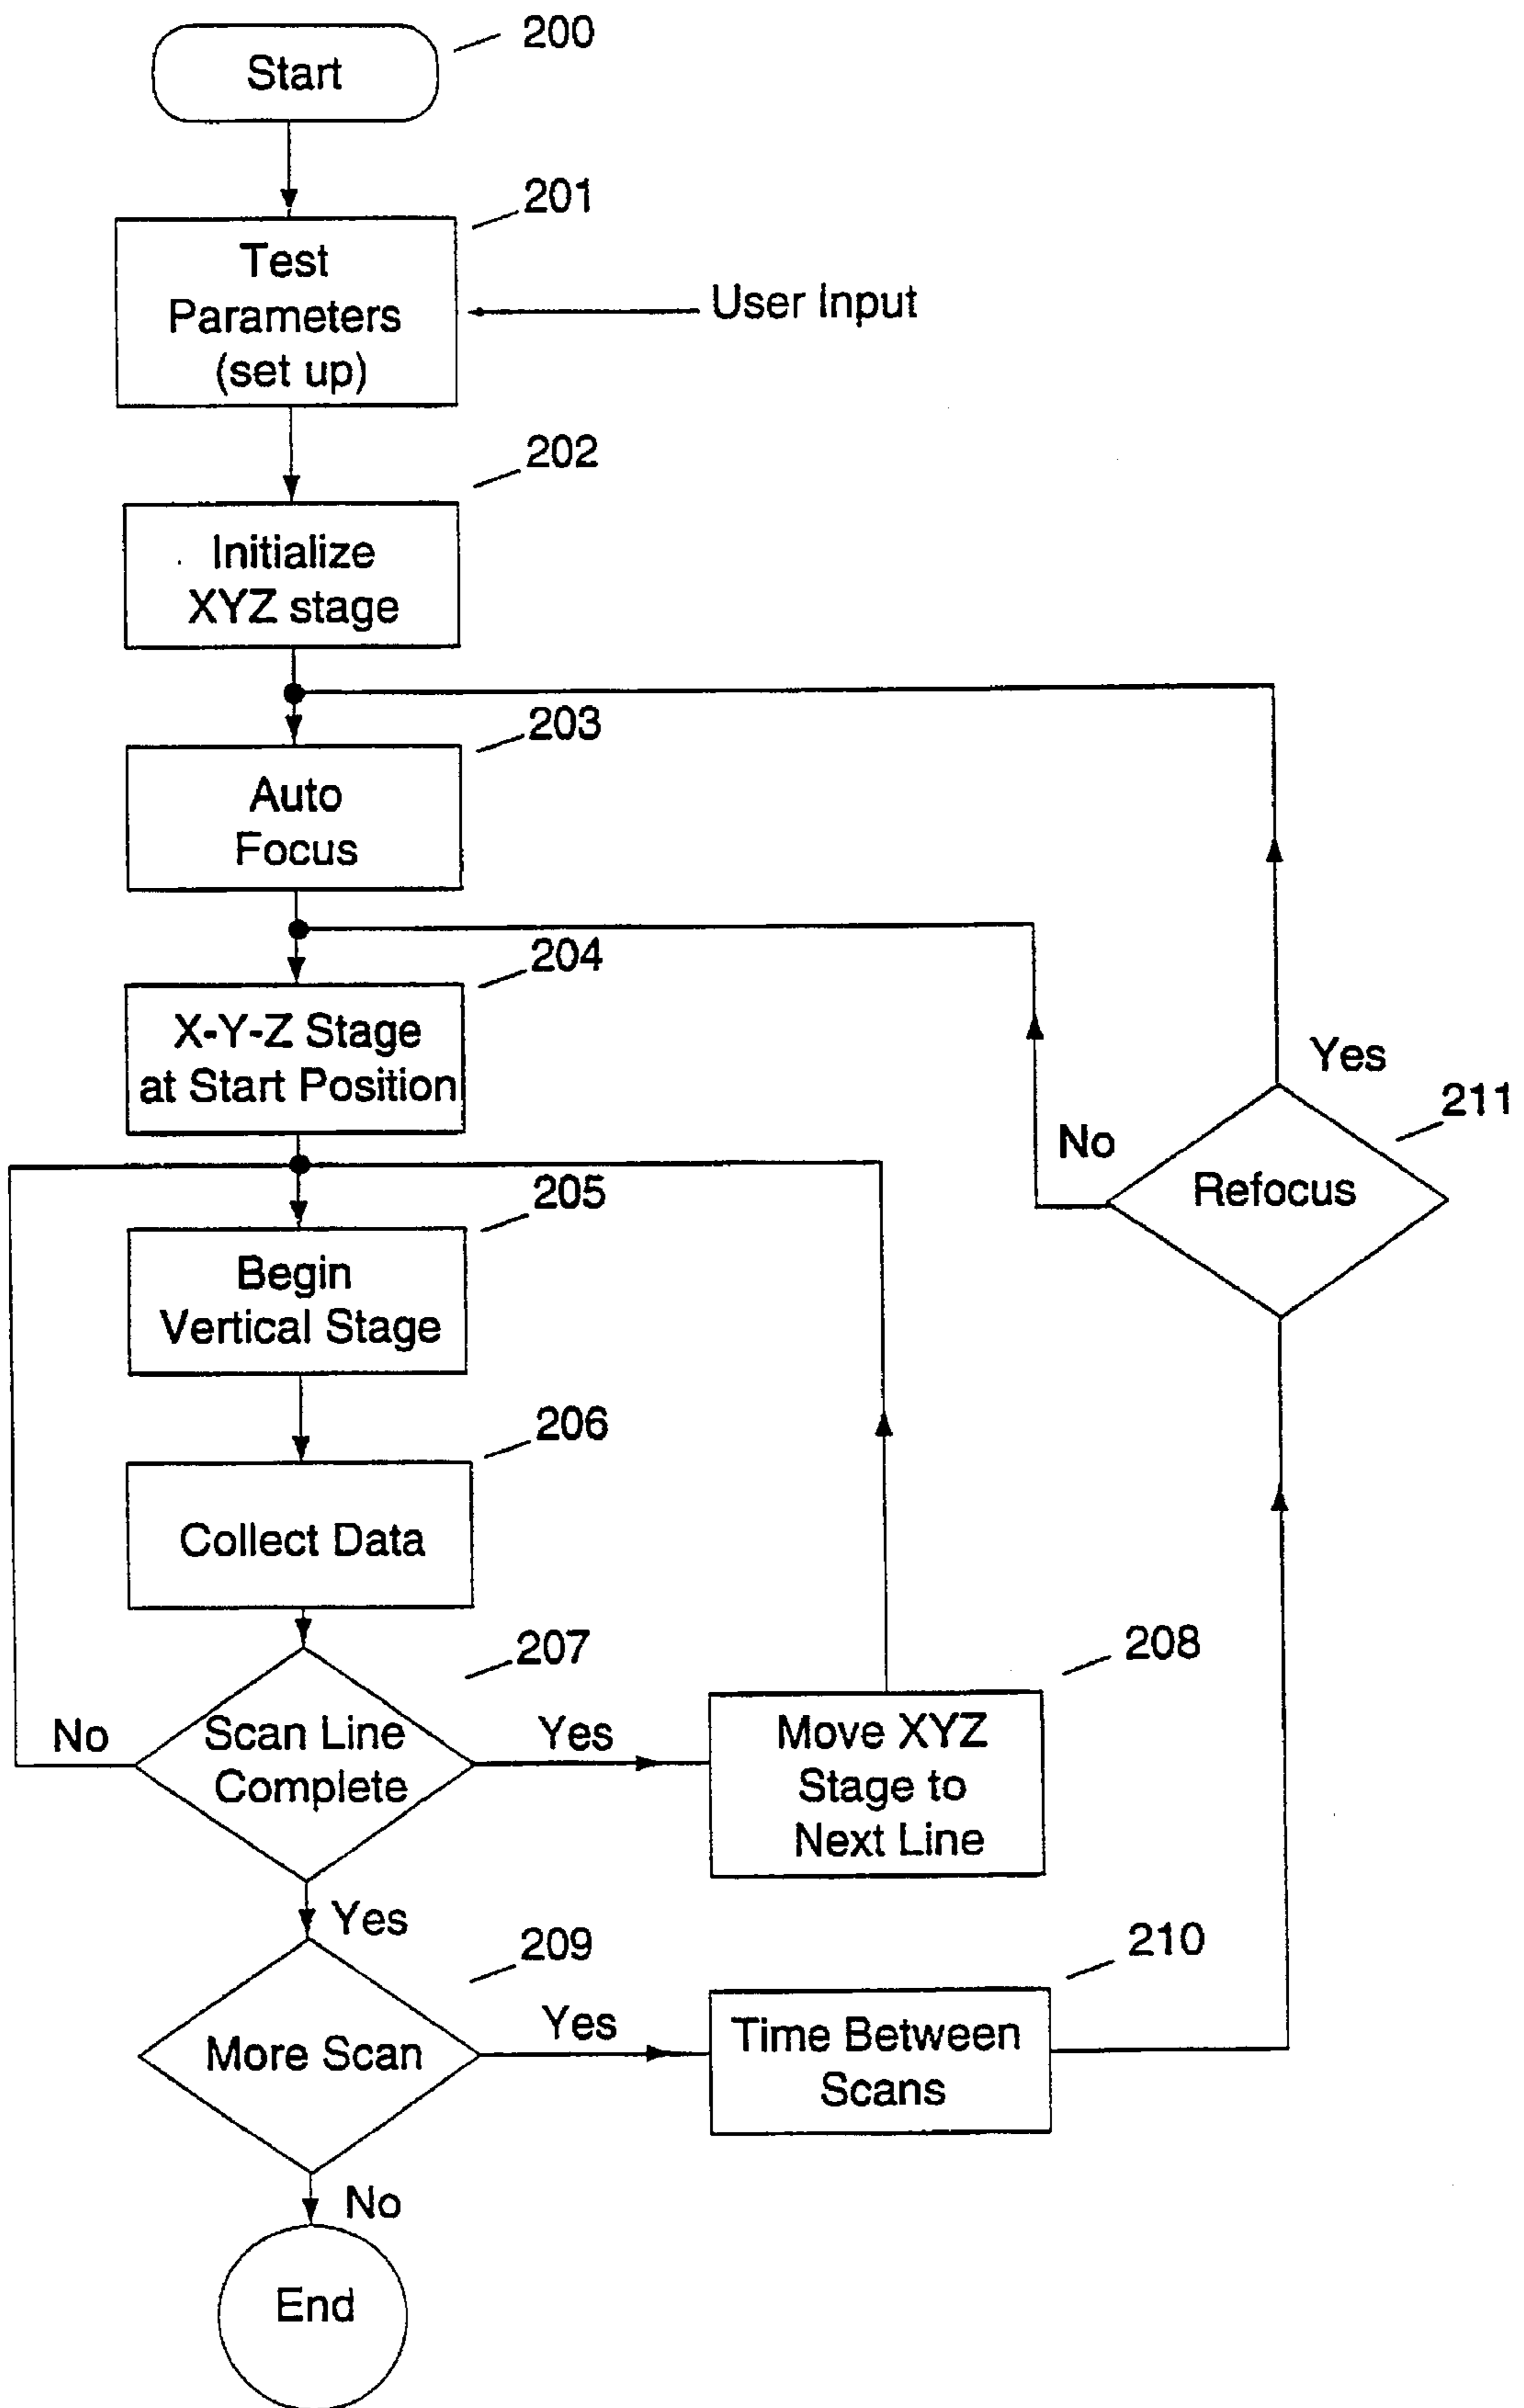 200
Start
201
Test
Parameters
(set up)
User Input
202
Initialize
XYZ stage
203
Auto
Focus
204
X-Y-Z Stage
at Start Position
Yes
211
No
Refocus
205
Begin
Vertical Stage
206
Collect Data
207
No
Scan Line
Complete
Yes
208
Move XYZ
Stage to
Next Line
Yes
209
More Scan
Yes
210
Time Between
Scans
No
End